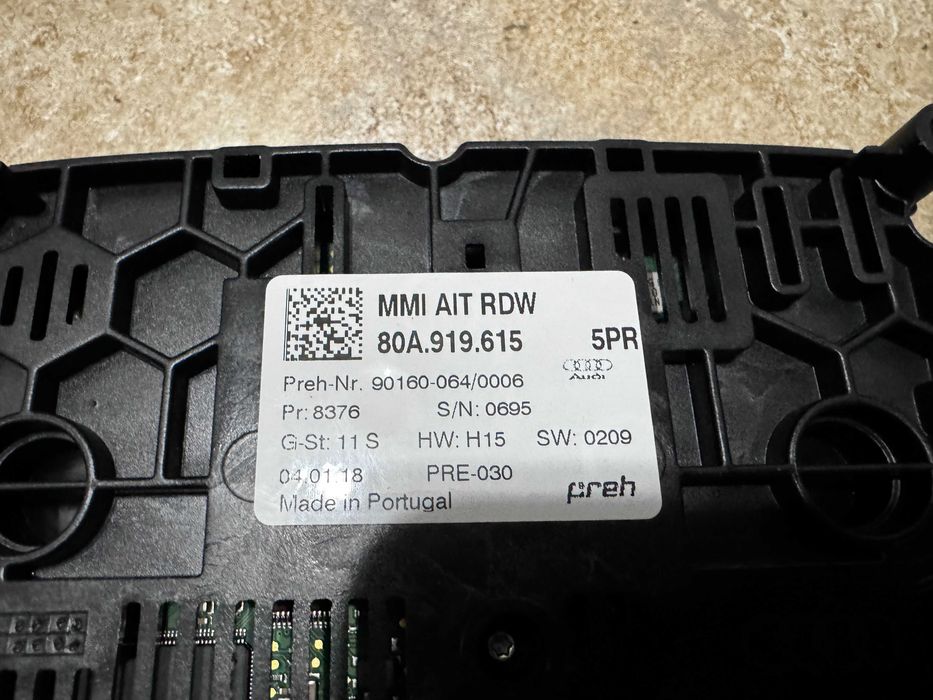 MMI AIT RDW
80A.919.615 5PR
Audi
Preh-Nr. 90160-064/0006
Pr: 8376 S/N: 0695
G-St: 11 S HW: H15 SW: 0209
04.01.18 PRE-030
Made in Portugal preh